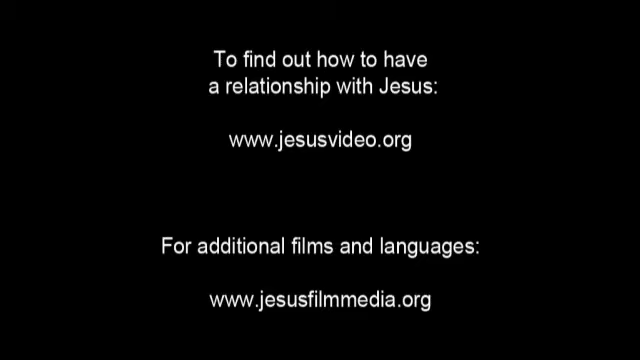 To find out how to have
a relationship with Jesus:
www.jesusvideo.org
For additional films and languages:
www.jesusfilmmedia.org